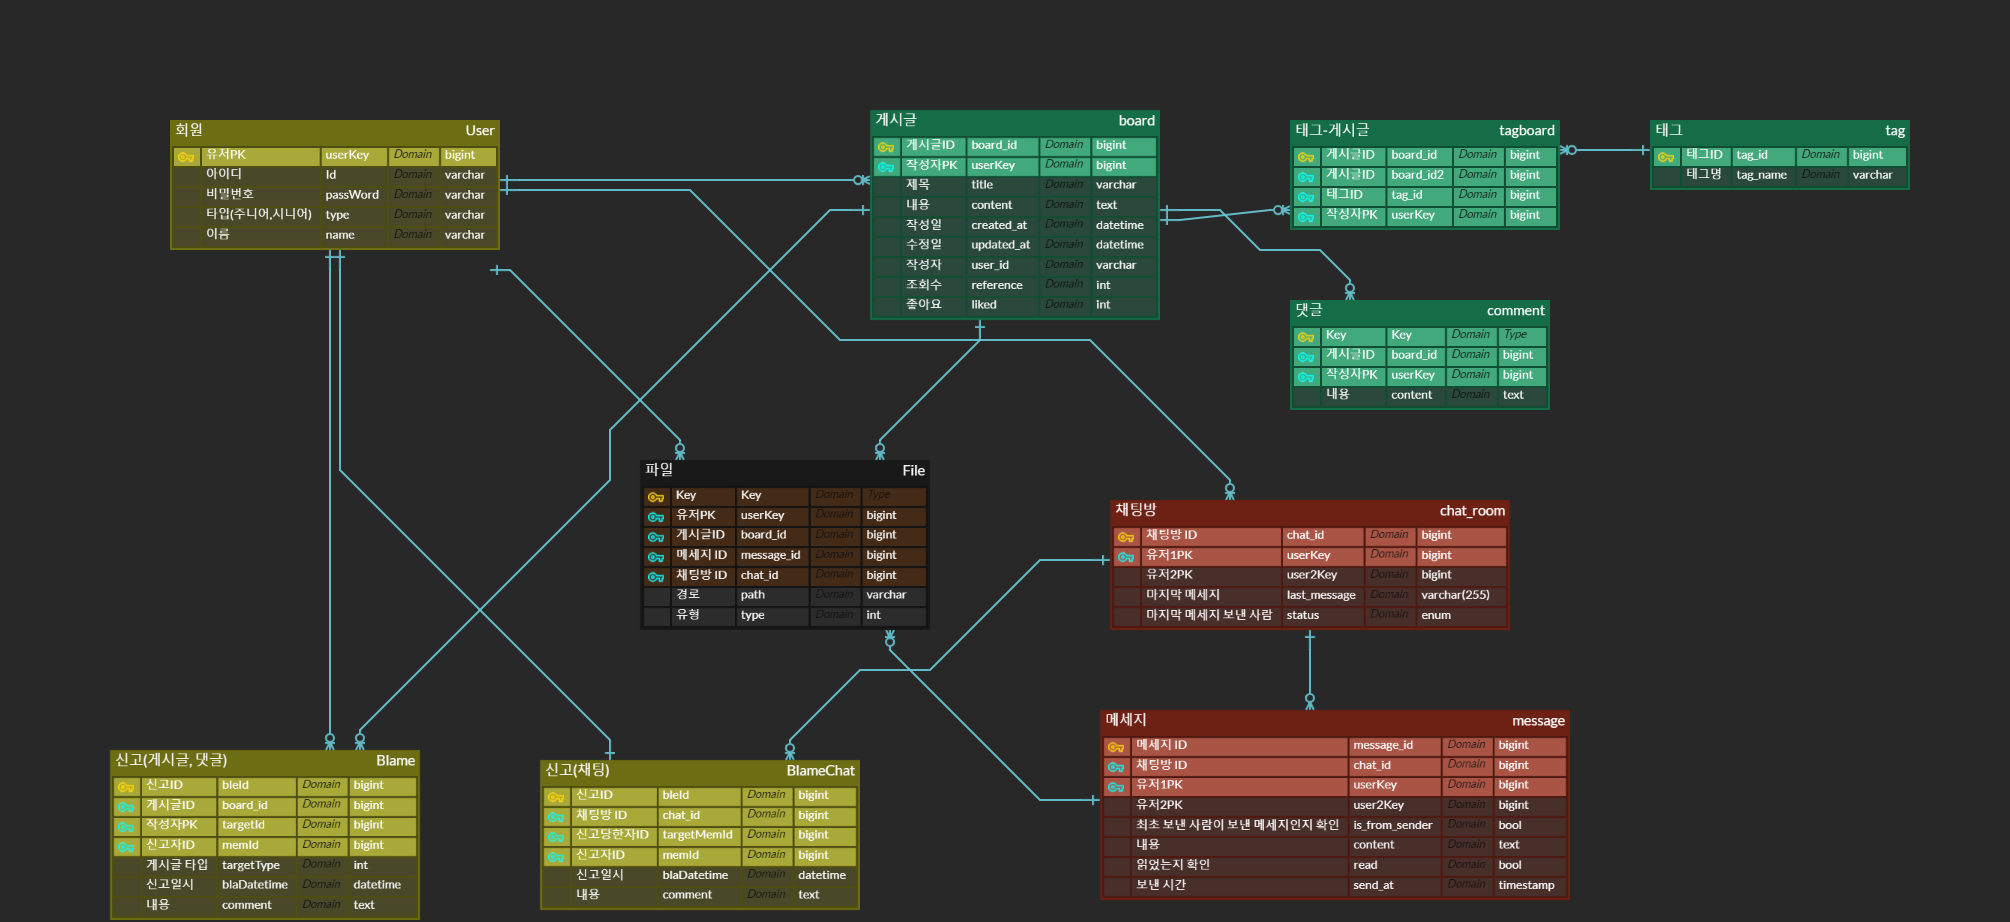 회원 User
유저PK userKey Domain bigint
아이디 Id Domain varchar
비밀번호 passWord Domain varchar
타입(주니어,시니어) type Domain varchar
이름 name Domain varchar
게시글 board
게시글ID board_id Domain bigint
작성자PK userKey Domain bigint
제목 title Domain varchar
내용 content Domain text
작성일 created_at Domain datetime
수정일 updated_at Domain datetime
작성자 user_id Domain varchar
조회수 reference Domain int
좋아요 liked Domain int
태그-게시글 tagboard
게시글ID board_id Domain bigint
게시글ID board_id2 Domain bigint
태그ID tag_id Domain bigint
작성자PK userKey Domain bigint
태그 tag
태그ID tag_id Domain bigint
태그명 tag_name Domain varchar
댓글 comment
Key Key Domain Type
게시글ID board_id Domain bigint
작성자PK userKey Domain bigint
내용 content Domain text
파일 File
Key Key Domain Type
유저PK userKey Domain bigint
게시글ID board_id Domain bigint
메세지 ID message_id Domain bigint
채팅방 ID chat_id Domain bigint
경로 path Domain varchar
유형 type Domain int
채팅방 chat_room
채팅방 ID chat_id Domain bigint
유저1PK userKey Domain bigint
유저2PK user2Key Domain bigint
마지막 메세지 last_message Domain varchar(255)
마지막 메세지 보낸 사람 status Domain enum
신고(게시글, 댓글) Blame
신고ID bleId Domain bigint
게시글ID board_id Domain bigint
작성자PK targetId Domain bigint
신고자ID memId Domain bigint
게시글 타입 targetType Domain int
신고일시 blaDatetime Domain datetime
내용 comment Domain text
신고(채팅) BlameChat
신고ID bleId Domain bigint
채팅방 ID chat_id Domain bigint
신고당한자ID targetMemId Domain bigint
신고자ID memId Domain bigint
신고일시 blaDatetime Domain datetime
내용 comment Domain text
메세지 message
메세지 ID message_id Domain bigint
채팅방 ID chat_id Domain bigint
유저1PK userKey Domain bigint
유저2PK user2Key Domain bigint
최초 보낸 사람이 보낸 메세지인지 확인 is_from_sender Domain bool
내용 content Domain text
읽었는지 확인 read Domain bool
보낸 시간 send_at Domain timestamp